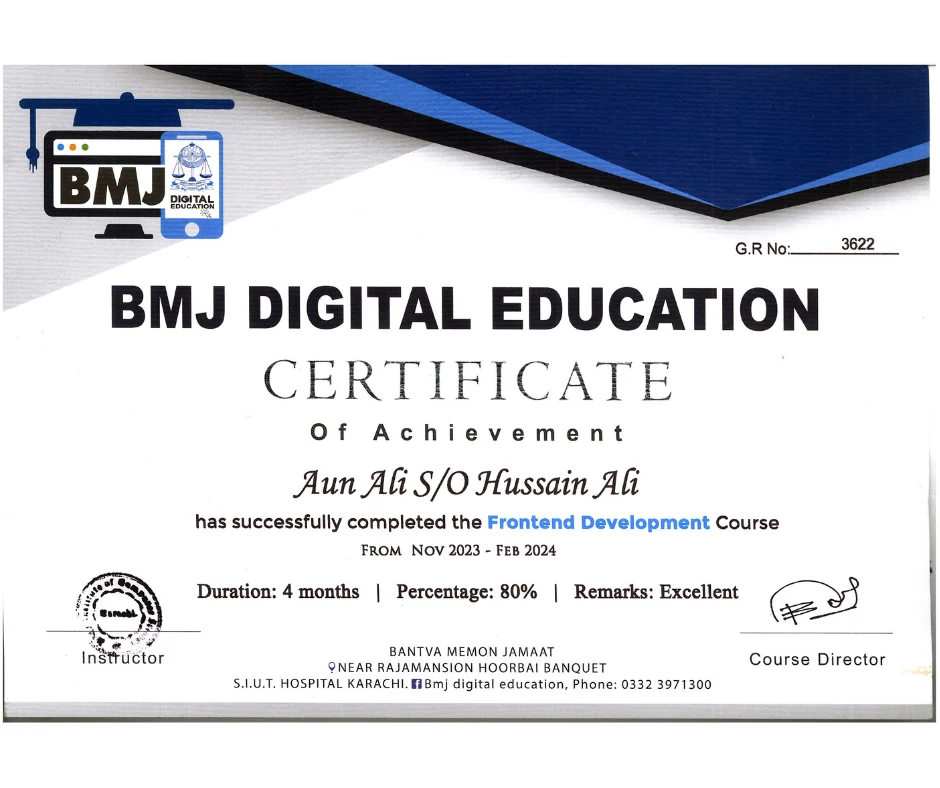 BMJ
DIGITAL
EDUCATION
G.R No: 3622
BMJ DIGITAL EDUCATION
CERTIFICATE
Of Achievement
Aun Ali S/O Hussain Ali
has successfully completed the Frontend Development Course
FROM NOV 2023 - FEB 2024
Duration: 4 months | Percentage: 80% | Remarks: Excellent
Karachi
Instructor
BANTVA MEMON JAMAAT
NEAR RAJAMANSION HOORBAI BANQUET
S.I.U.T. HOSPITAL KARACHI. Bmj digital education, Phone: 0332 3971300
Course Director